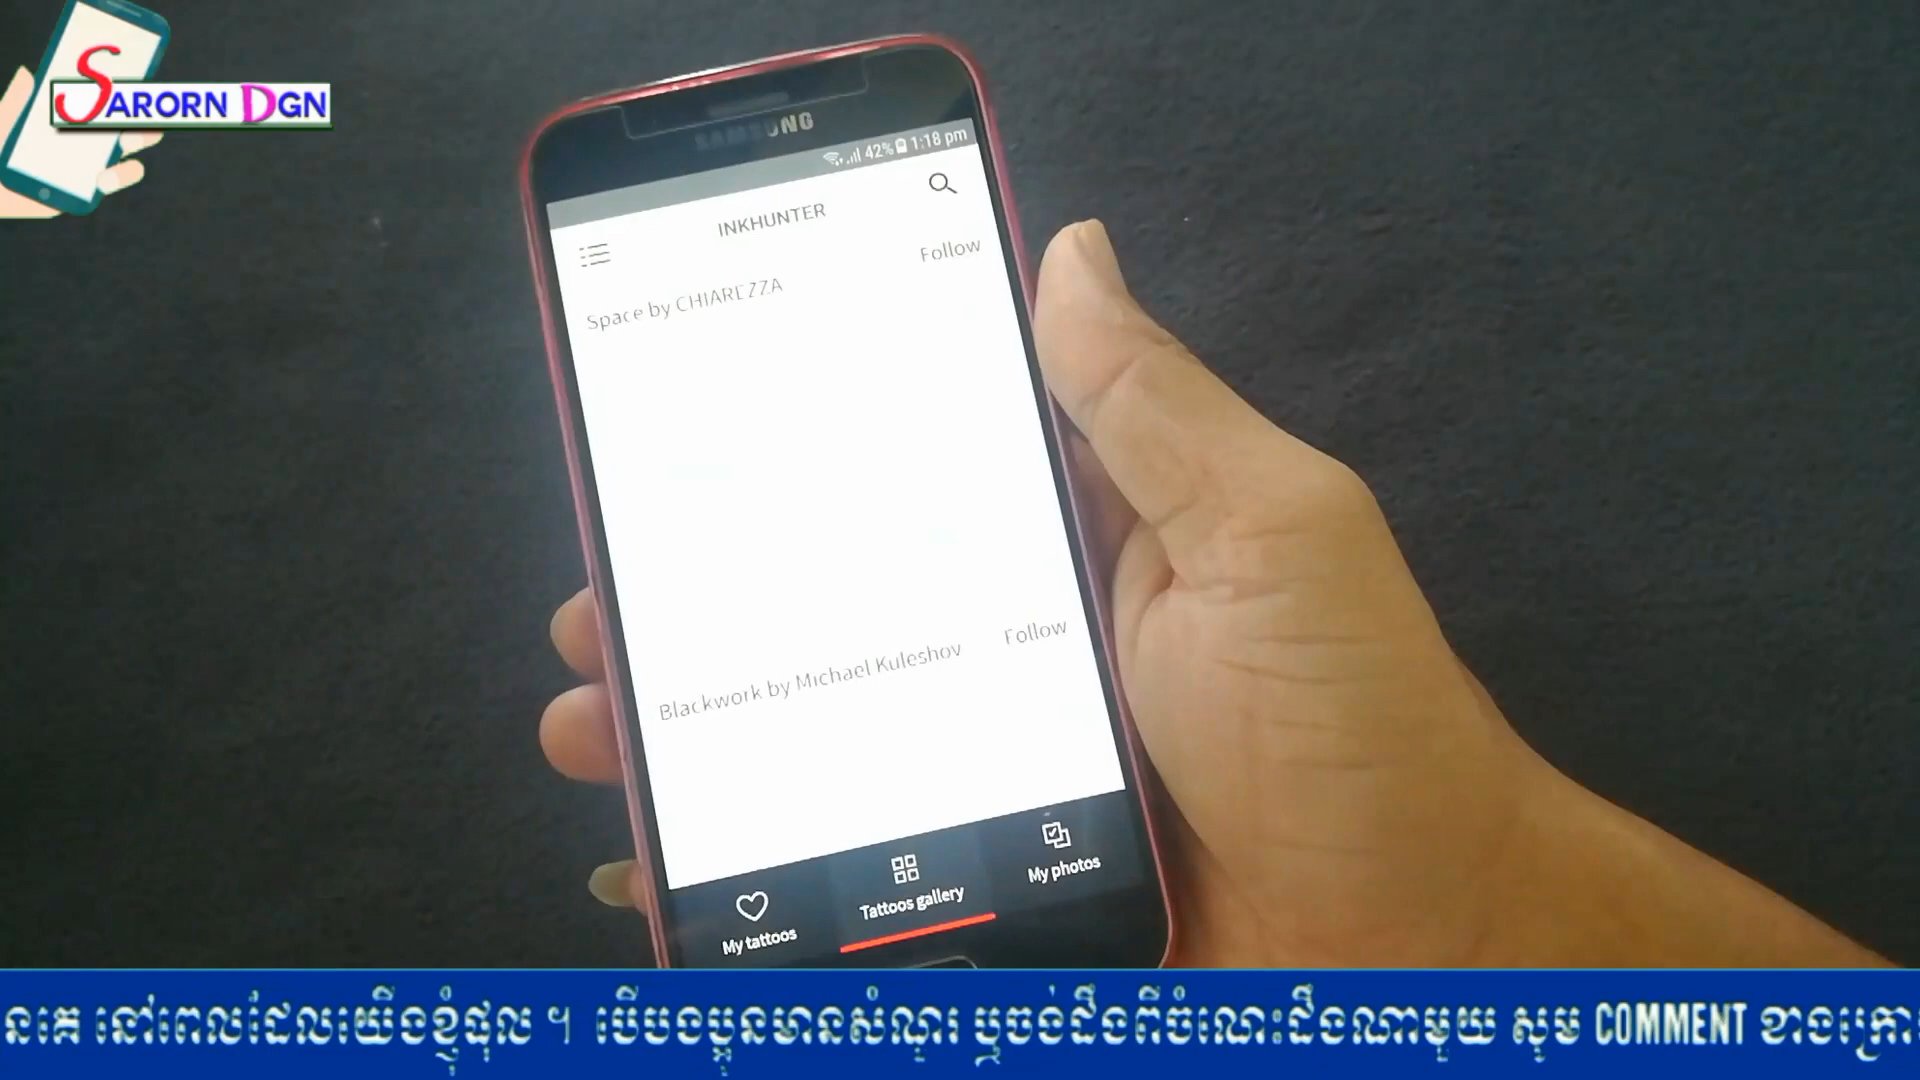 SARORN DGN
SAMSUNG
42% 1:18 pm
INKHUNTER
Follow
Space by CHIAREZZA
Follow
Blackwork by Michael Kuleshov
My tattoos
Tattoos gallery
My photos
នគេ នៅពេលដែលយើងខ្ញុំផុល ។ បើបងប្អូនមានសំណួរ ឬចង់ដឹងពីចំណេះដឹងណាមួយ សូម COMMENT ខាងក្រោ